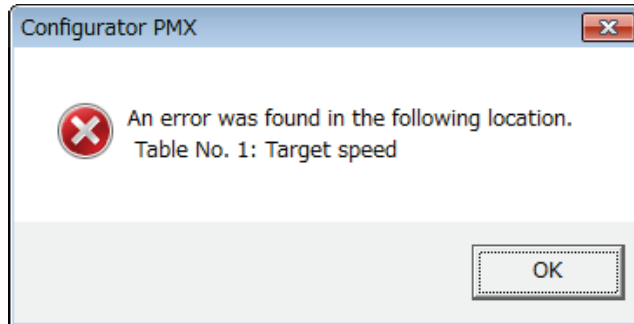 Configurator PMX
An error was found in the following location.
Table No. 1: Target speed
OK